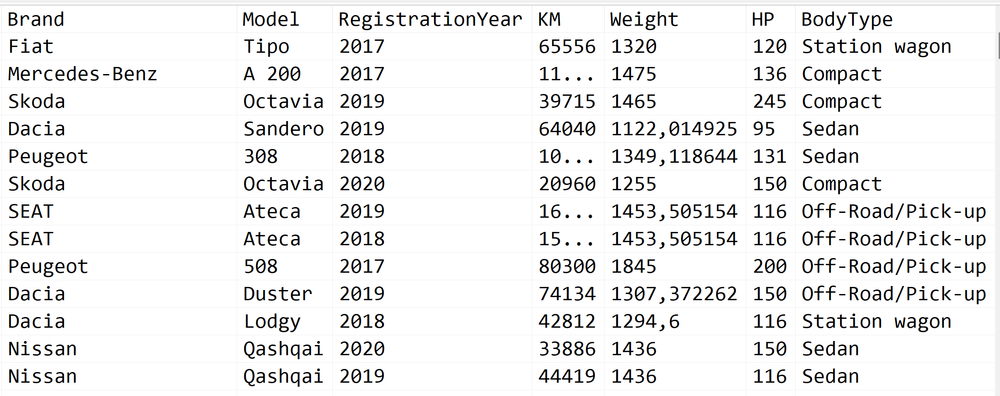 Brand Model RegistrationYear KM Weight HP BodyType
Fiat Tipo 2017 65556 1320 120 Station wagon
Mercedes-Benz A 200 2017 11... 1475 136 Compact
Skoda Octavia 2019 39715 1465 245 Compact
Dacia Sandero 2019 64040 1122,014925 95 Sedan
Peugeot 308 2018 10... 1349,118644 131 Sedan
Skoda Octavia 2020 20960 1255 150 Compact
SEAT Ateca 2019 16... 1453,505154 116 Off-Road/Pick-up
SEAT Ateca 2018 15... 1453,505154 116 Off-Road/Pick-up
Peugeot 508 2017 80300 1845 200 Off-Road/Pick-up
Dacia Duster 2019 74134 1307,372262 150 Off-Road/Pick-up
Dacia Lodgy 2018 42812 1294,6 116 Station wagon
Nissan Qashqai 2020 33886 1436 150 Sedan
Nissan Qashqai 2019 44419 1436 116 Sedan